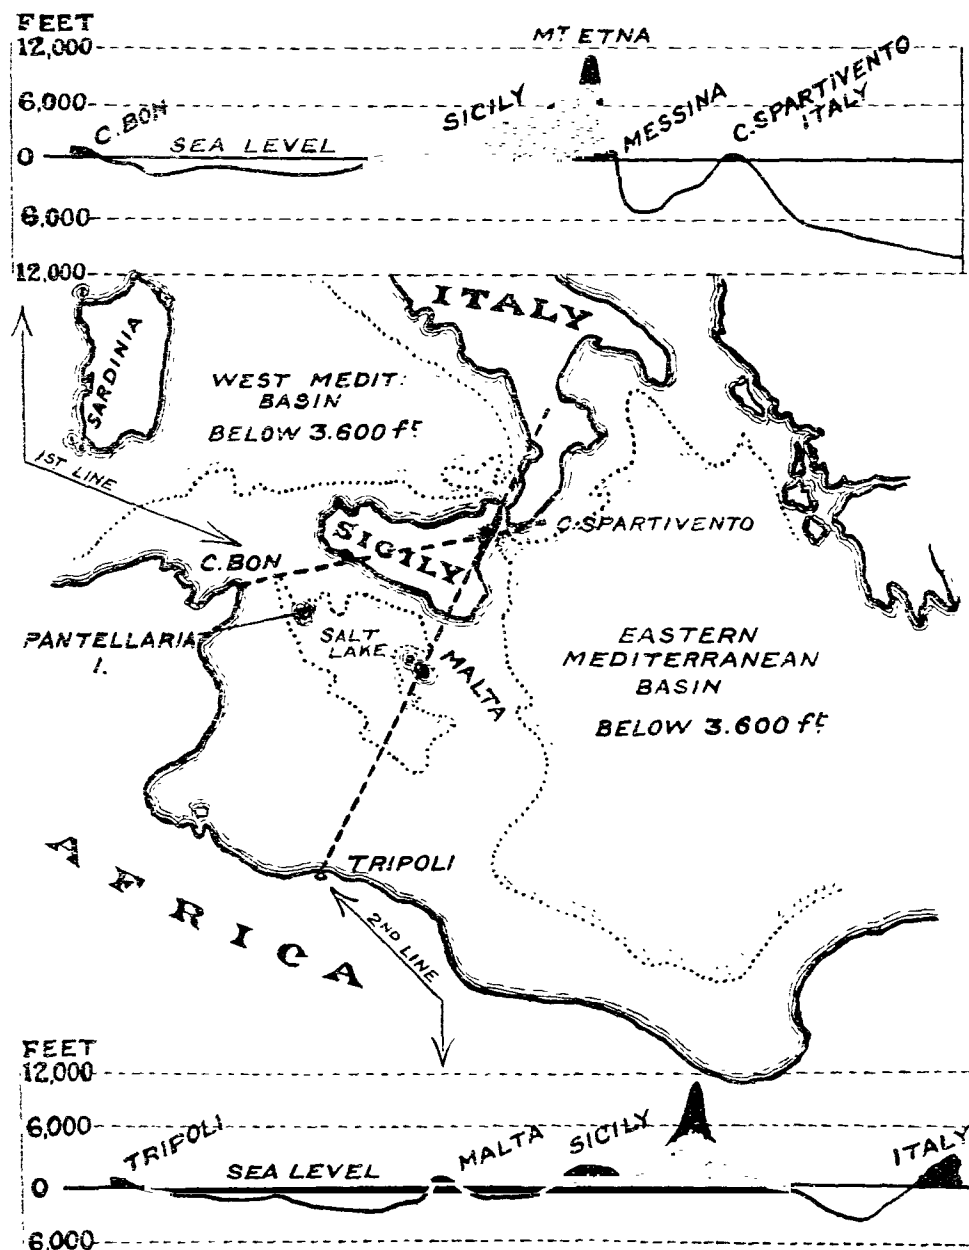 FEET
12,000
6,000
0
6,000
12,000
MT ETNA
SICILY
C. BON
SEA LEVEL
MESSINA
C. SPARTIVENTO
ITALY
ITALY
SARDINIA
WEST MEDIT:
BASIN
BELOW 3.600 ft
1ST LINE
C. SPARTIVENTO
SICILY
C. BON
PANTELLARIA
I.
SALT
LAKE
MALTA
EASTERN
MEDITERRANEAN
BASIN
BELOW 3.600 ft
TRIPOLI
AFRICA
2ND LINE
FEET
12,000
6,000
0
6,000
TRIPOLI
SEA LEVEL
MALTA
SICILY
ITALY